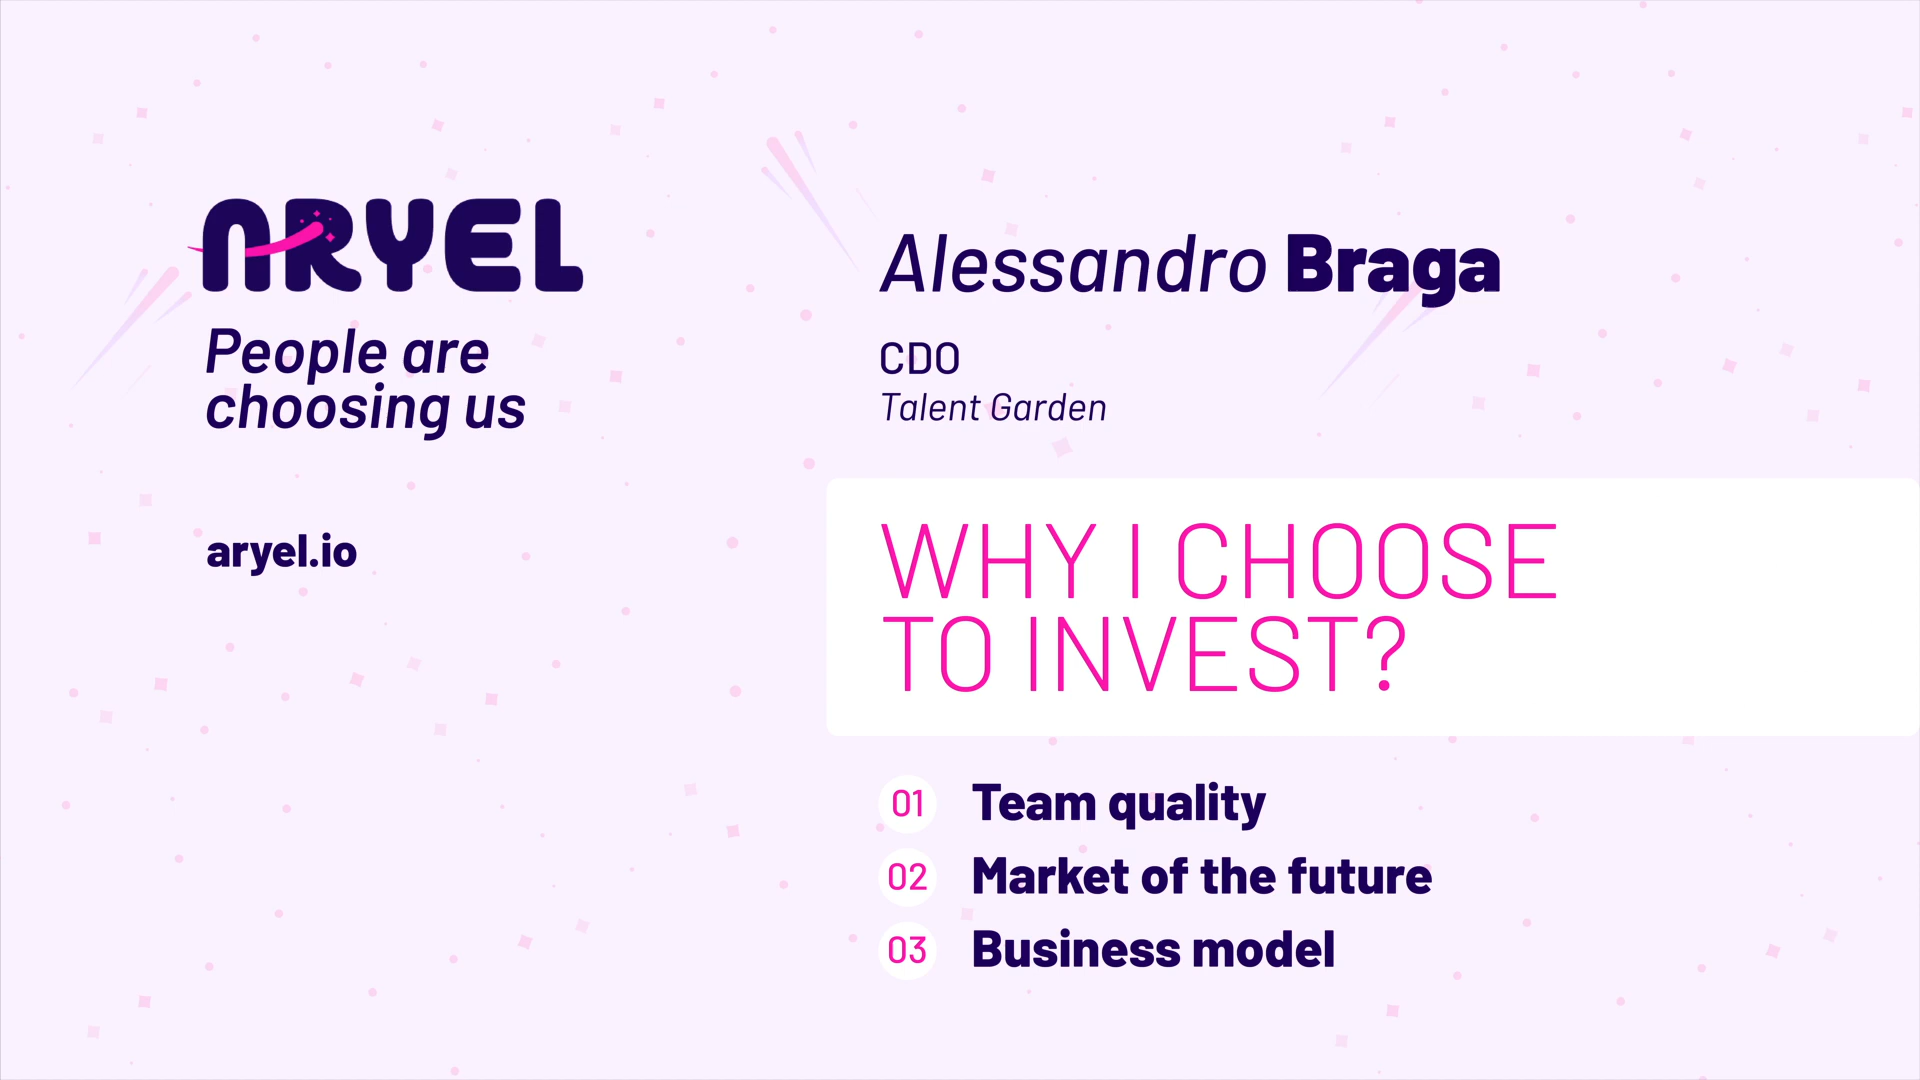 ARYEL
People are
choosing us
aryel.io
Alessandro Braga
CDO
Talent Garden
WHY I CHOOSE
TO INVEST?
01 Team quality
02 Market of the future
03 Business model